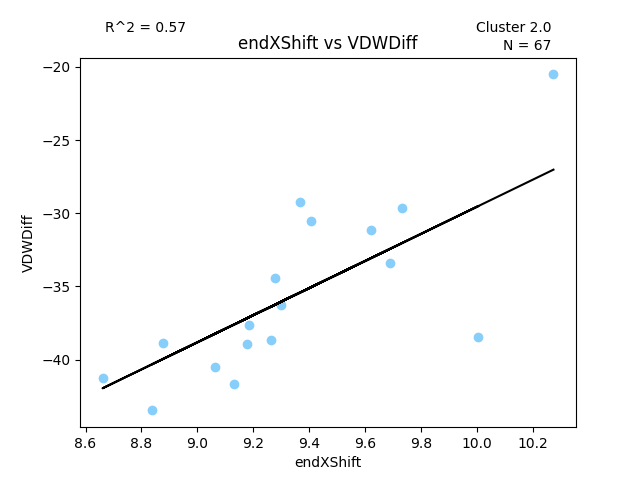 R^2 = 0.57
Cluster 2.0
N = 67
endXShift vs VDWDiff
VDWDiff
−20
−25
−30
−35
−40
8.6 8.8 9.0 9.2 9.4 9.6 9.8 10.0 10.2
endXShift